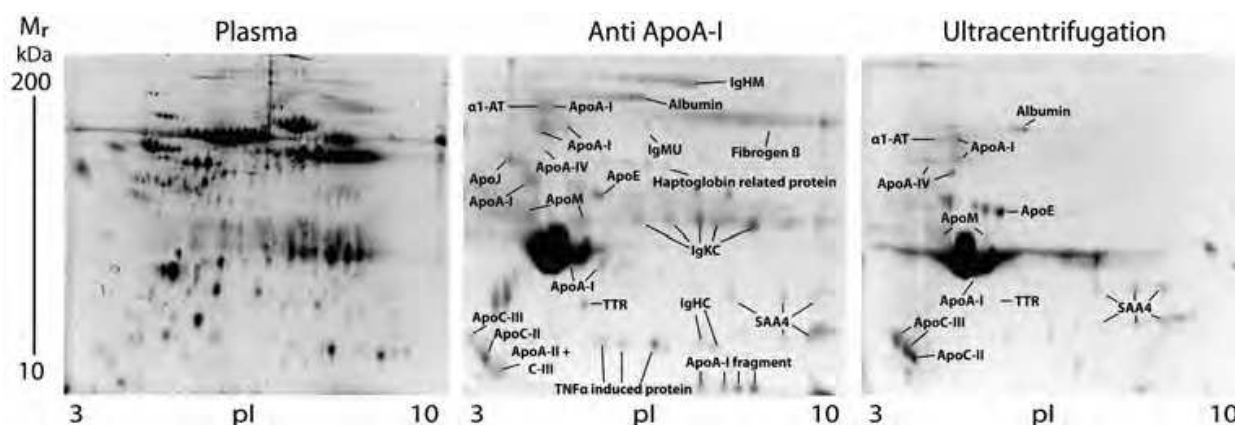 Mr
kDa
200
10
Plasma
3 pI 10
Anti ApoA-I
IgHM
α1-AT
ApoA-I
Albumin
ApoA-I
IgMU
Fibrogen ß
ApoA-IV
ApoJ
ApoE
Haptoglobin related protein
ApoA-I
ApoM
IgKC
ApoA-I
TTR
IgHC
SAA4
ApoC-III
ApoC-II
ApoA-II +
C-III
ApoA-I fragment
TNFα induced protein
3 pI 10
Ultracentrifugation
Albumin
α1-AT
ApoA-I
ApoA-IV
ApoM
ApoE
ApoA-I
TTR
SAA4
ApoC-III
ApoC-II
3 pI 10